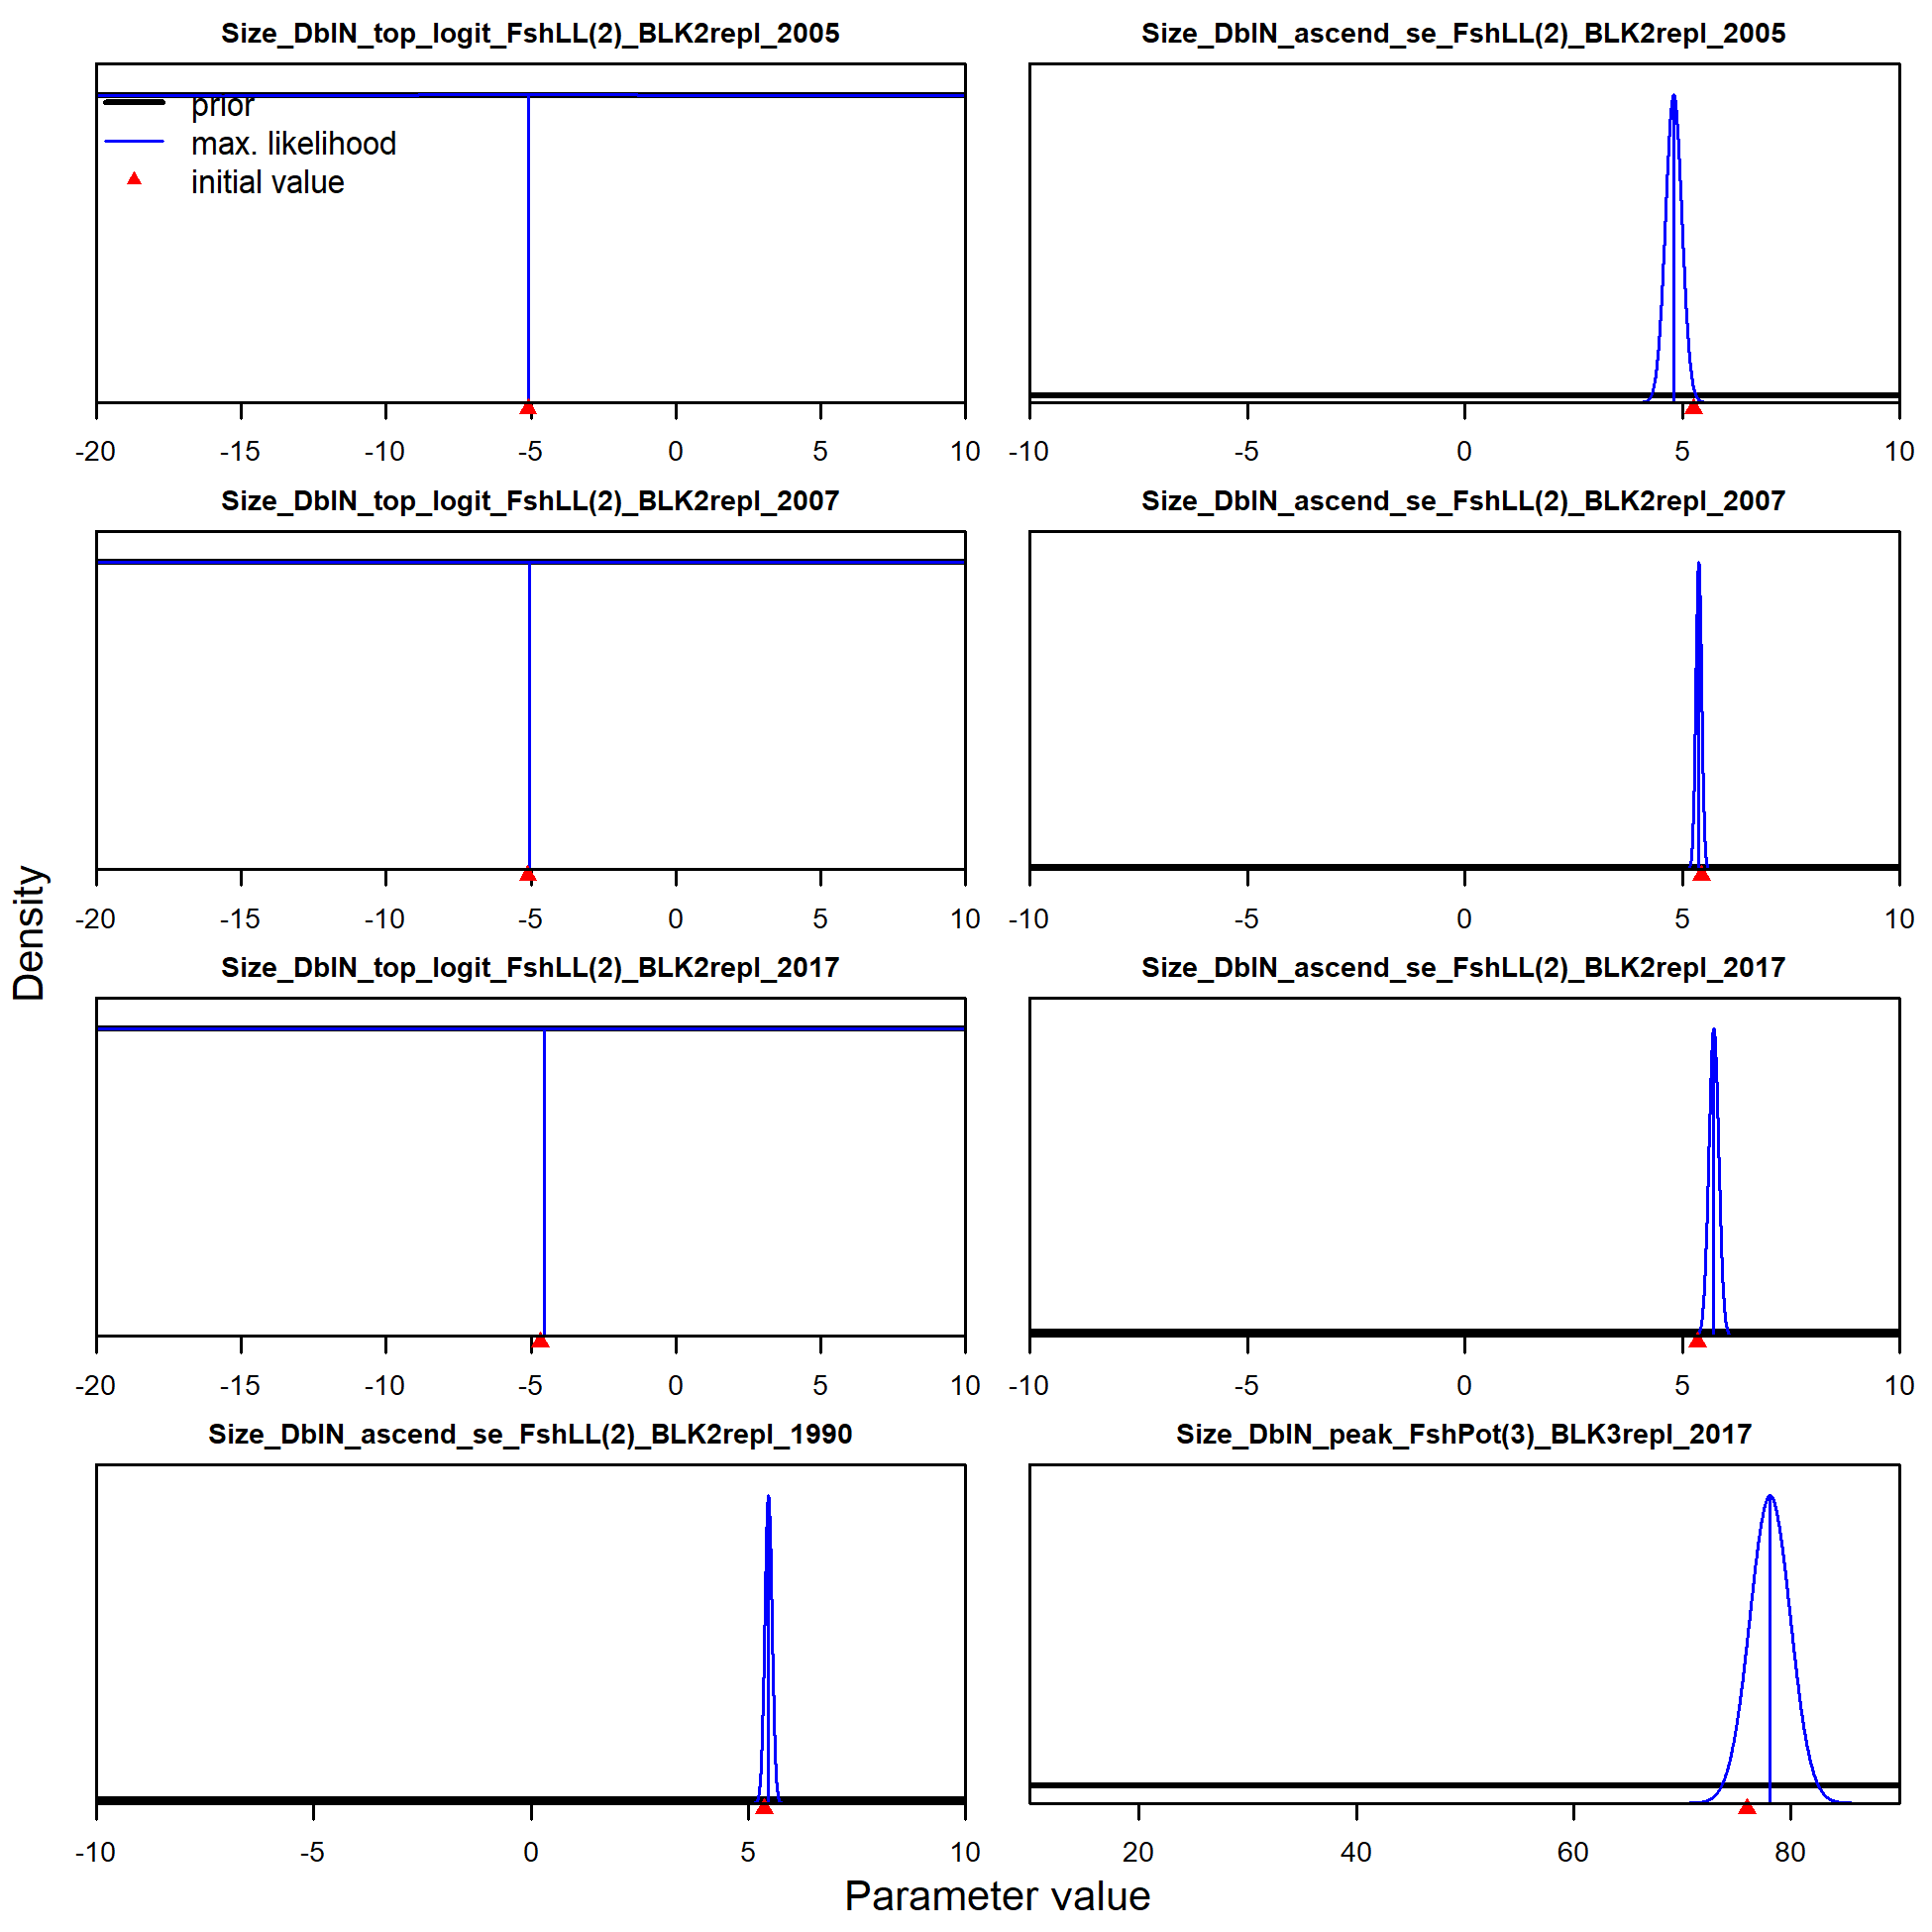 Size_DblN_top_logit_FshLL(2)_BLK2repl_2005
Size_DblN_ascend_se_FshLL(2)_BLK2repl_2005
prior
max. likelihood
initial value
-20 -15 -10 -5 0 5 10
-10 -5 0 5 10
Size_DblN_top_logit_FshLL(2)_BLK2repl_2007
Size_DblN_ascend_se_FshLL(2)_BLK2repl_2007
-20 -15 -10 -5 0 5 10
-10 -5 0 5 10
Density
Size_DblN_top_logit_FshLL(2)_BLK2repl_2017
Size_DblN_ascend_se_FshLL(2)_BLK2repl_2017
-20 -15 -10 -5 0 5 10
-10 -5 0 5 10
Size_DblN_ascend_se_FshLL(2)_BLK2repl_1990
Size_DblN_peak_FshPot(3)_BLK3repl_2017
-10 -5 0 5 10
20 40 60 80
Parameter value